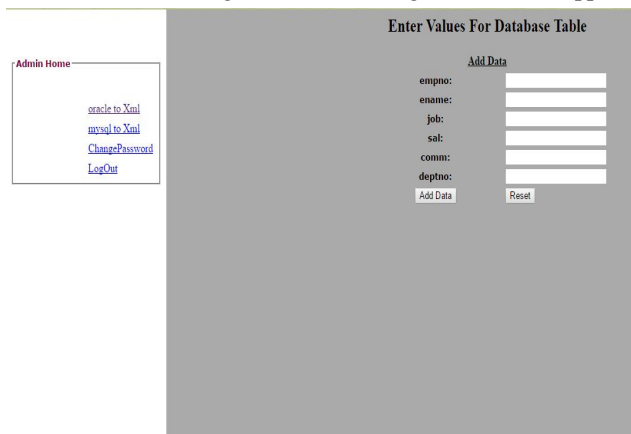 Enter Values For Database Table
Admin Home
oracle to Xml
mysql to Xml
ChangePassword
LogOut
Add Data
empno:
ename:
job:
sal:
comm:
deptno:
Add Data Reset